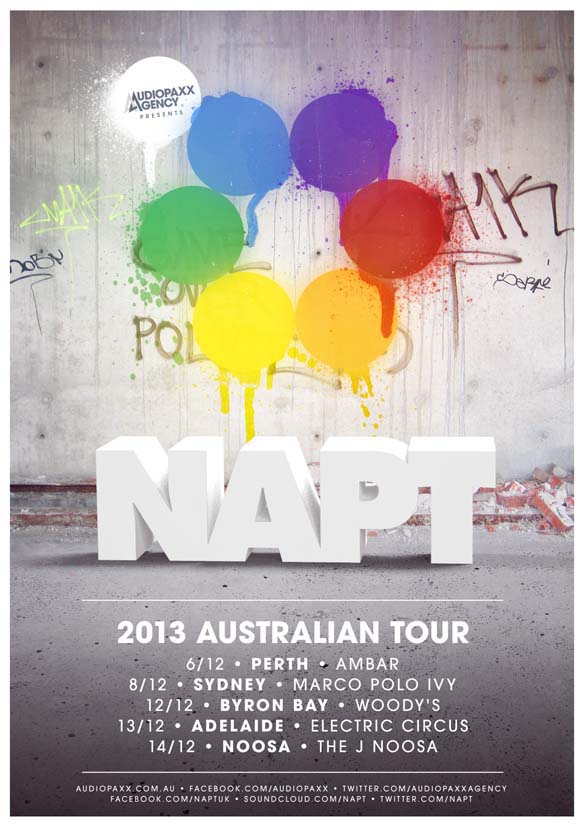 AUDIOPAXX
AGENCY
PRESENTS
NAPT
2013 AUSTRALIAN TOUR
6/12 • PERTH • AMBAR
8/12 • SYDNEY • MARCO POLO IVY
12/12 • BYRON BAY • WOODY'S
13/12 • ADELAIDE • ELECTRIC CIRCUS
14/12 • NOOSA • THE J NOOSA
AUDIOPAXX.COM.AU • FACEBOOK.COM/AUDIOPAXX • TWITTER.COM/AUDIOPAXXAGENCY
FACEBOOK.COM/NAPTUK • SOUNDCLOUD.COM/NAPT • TWITTER.COM/NAPT